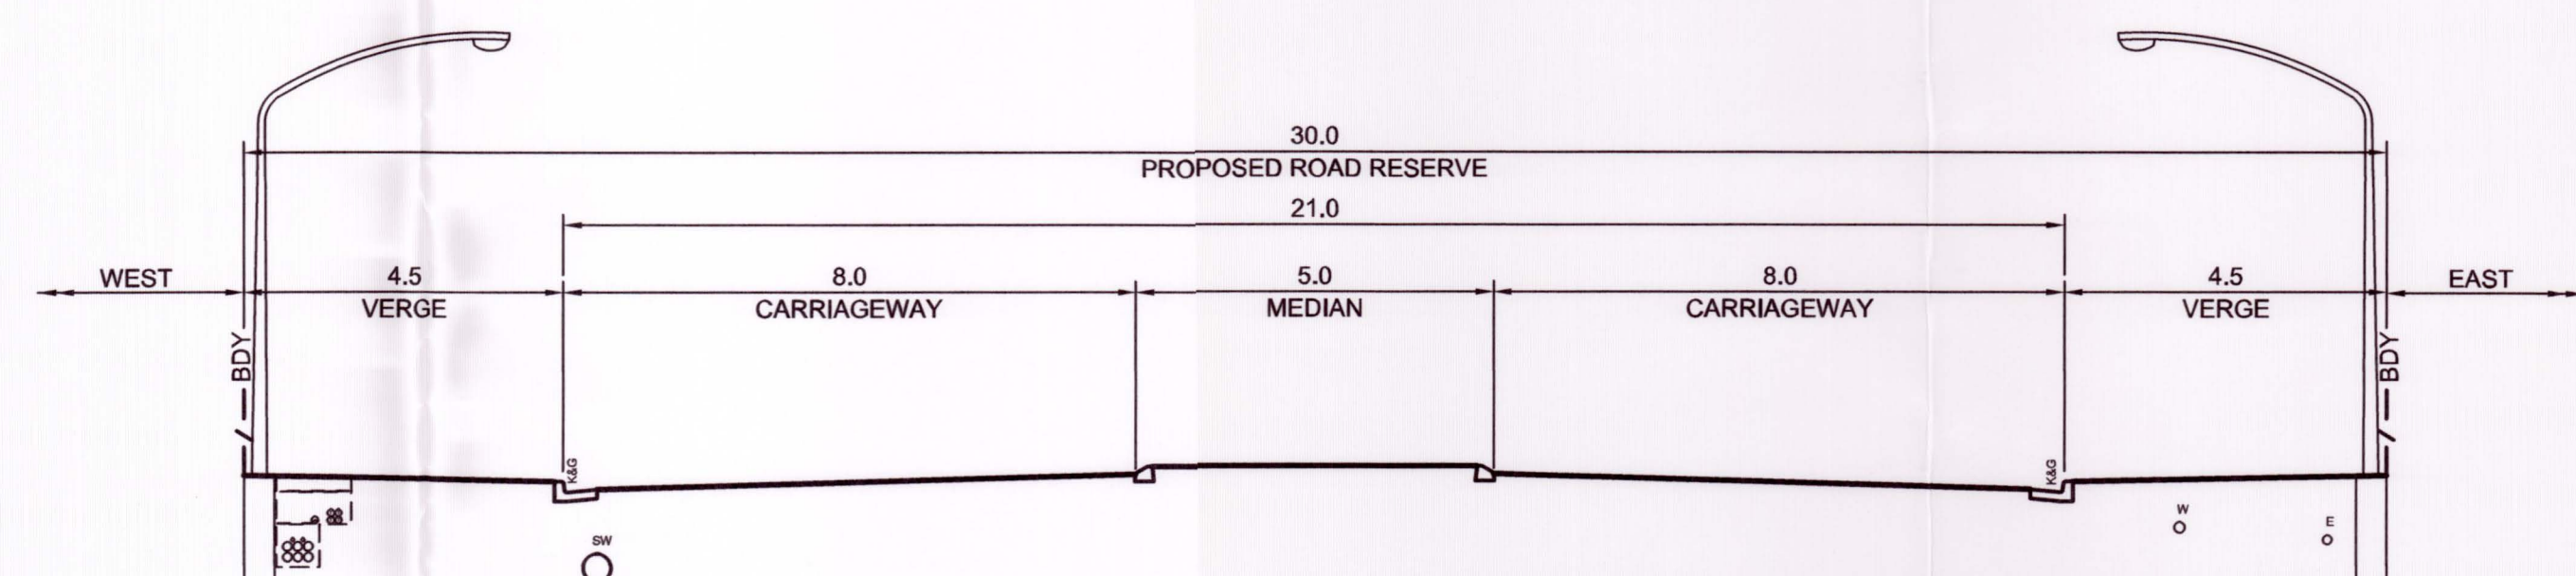 30.0
PROPOSED ROAD RESERVE
21.0
WEST
4.5
VERGE
8.0
CARRIAGEWAY
5.0
MEDIAN
8.0
CARRIAGEWAY
4.5
VERGE
EAST
BDY
BDY
K&G
K&G
SW
W
E